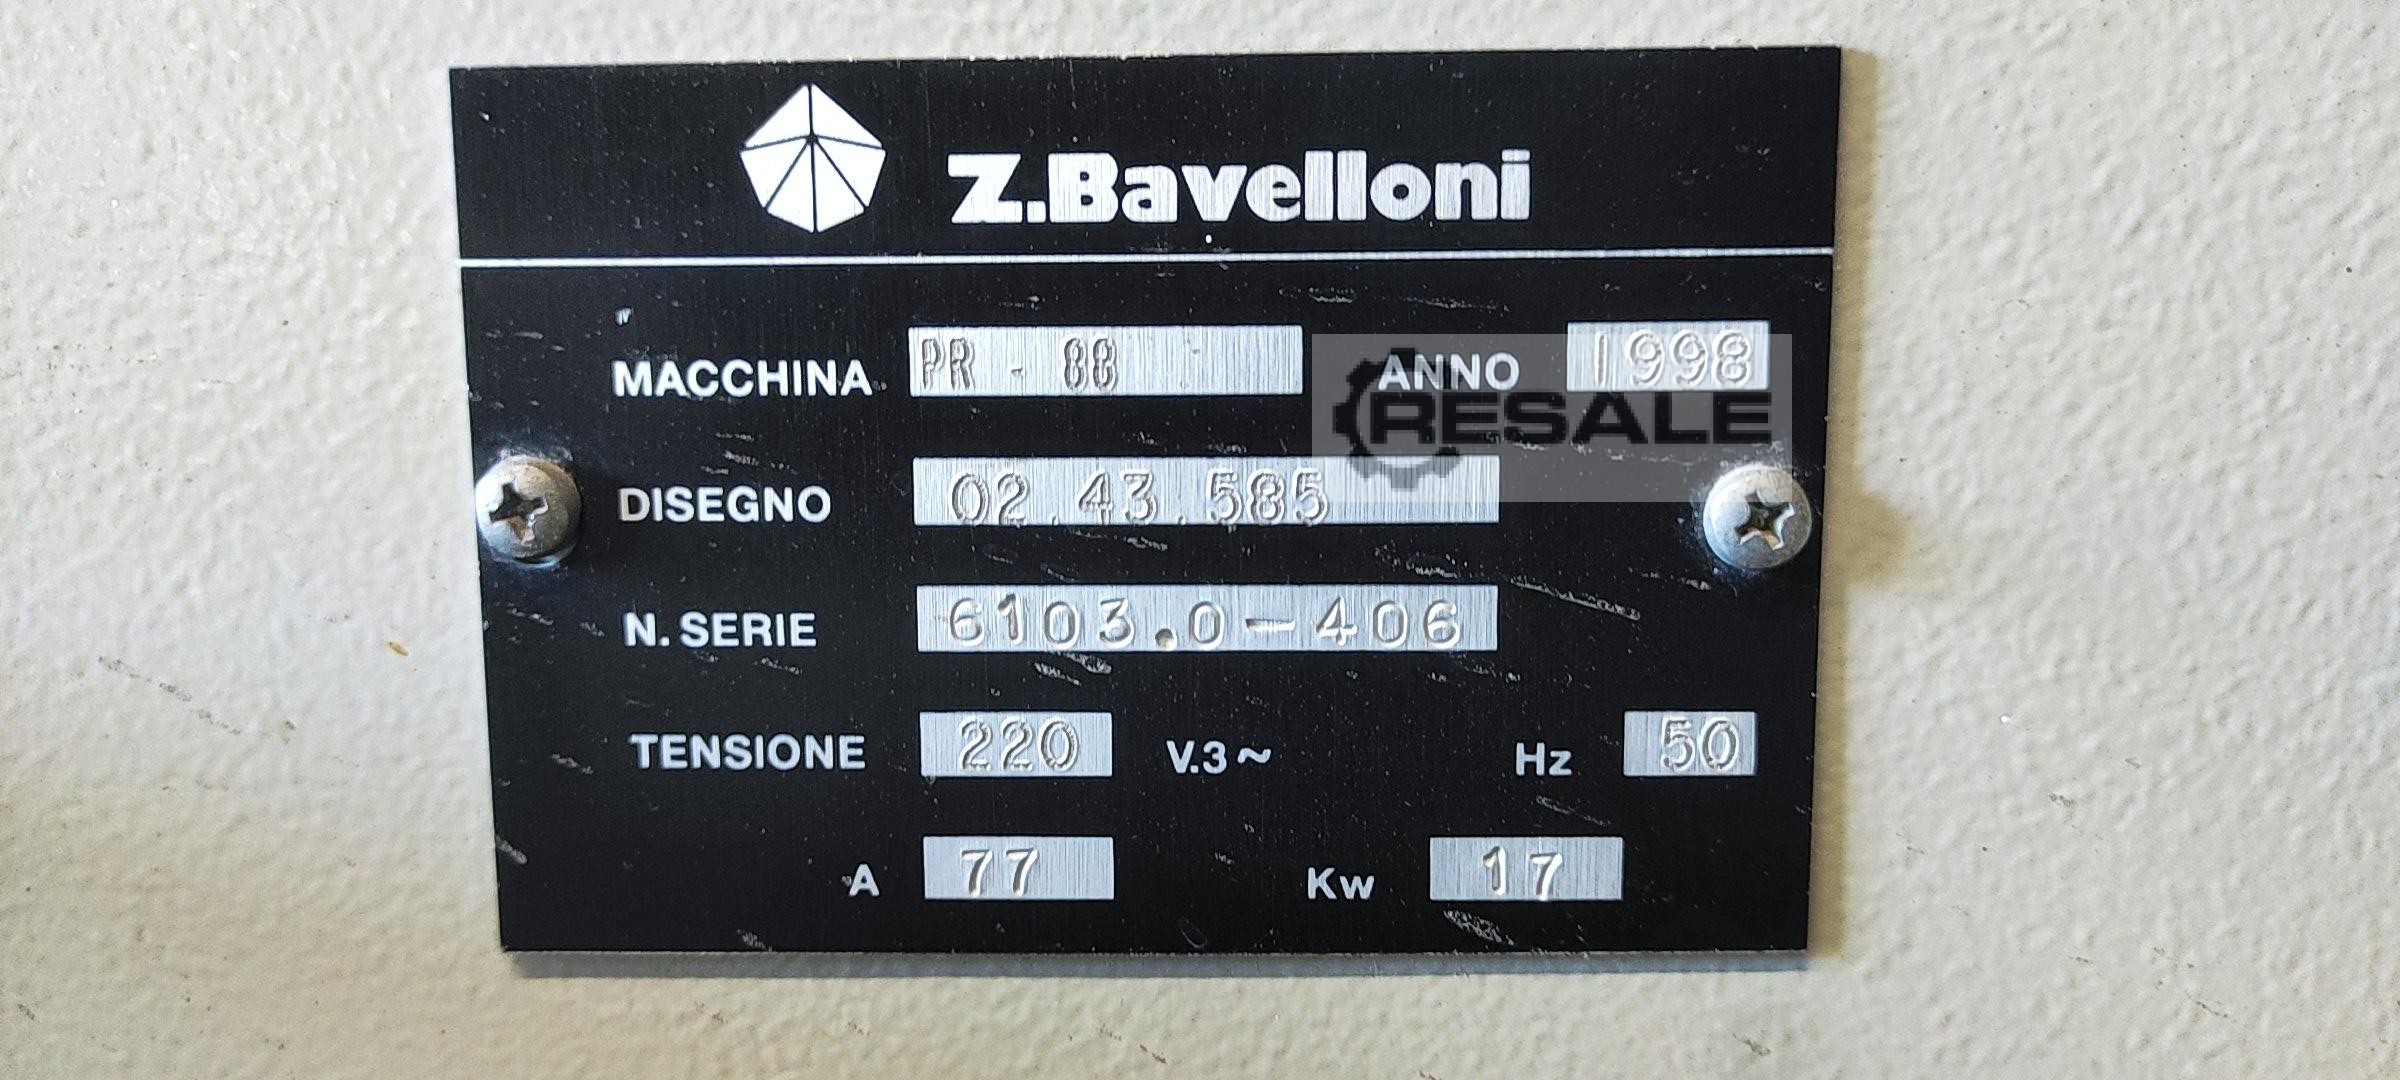 Z.Bavelloni
MACCHINA PR - 88 ANNO 1998
RESALE
DISEGNO 02.43.585
N. SERIE 6103.0-406
TENSIONE 220 V.3~ Hz 50
A 77 Kw 17